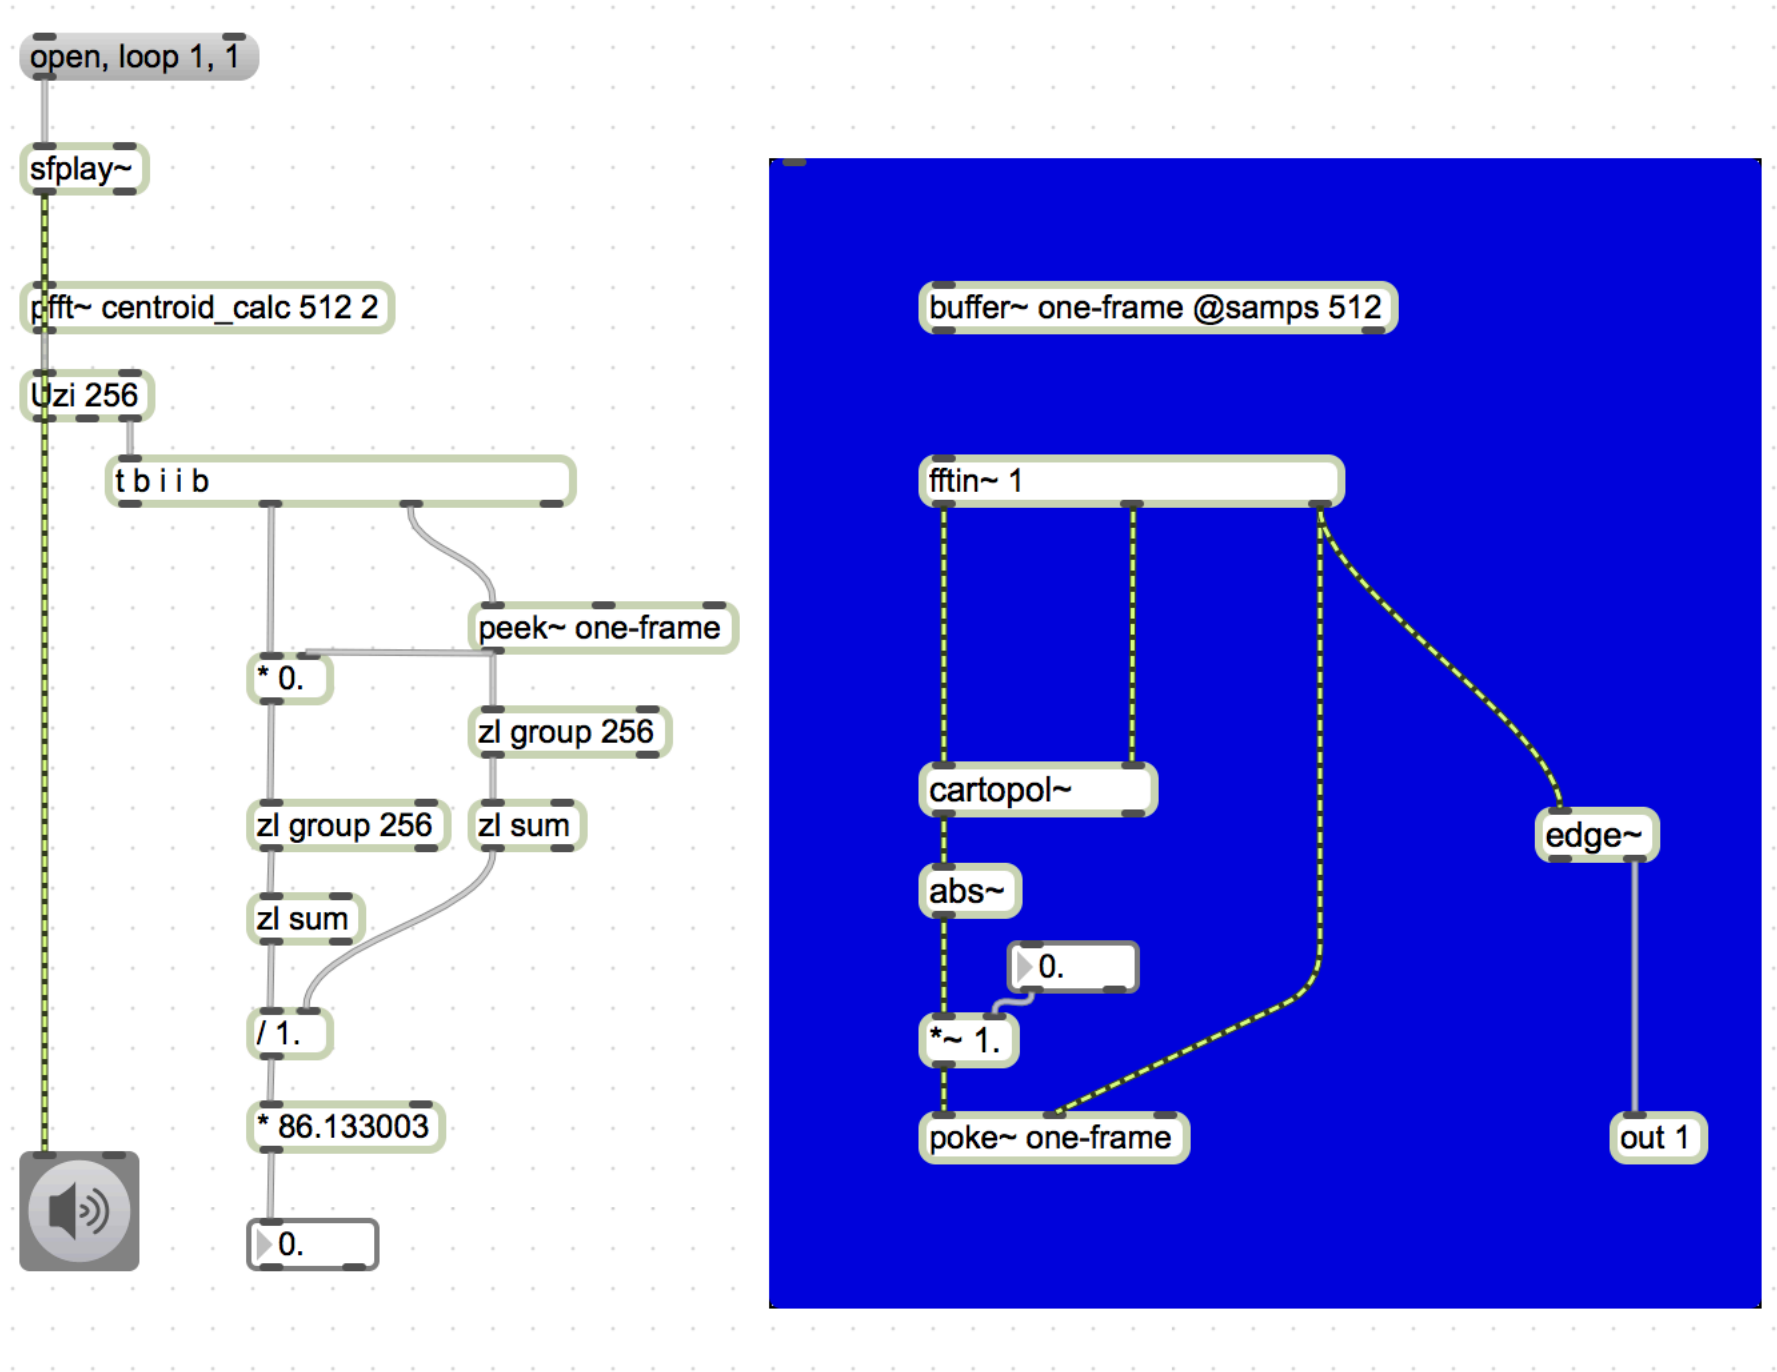 open, loop 1, 1
sfplay~
pfft~ centroid_calc 512 2
Uzi 256
t b i i b
peek~ one-frame
* 0.
zl group 256
zl group 256
zl sum
zl sum
/ 1.
* 86.133003
0.
buffer~ one-frame @samps 512
fftin~ 1
cartopol~
edge~
abs~
0.
*~ 1.
poke~ one-frame
out 1